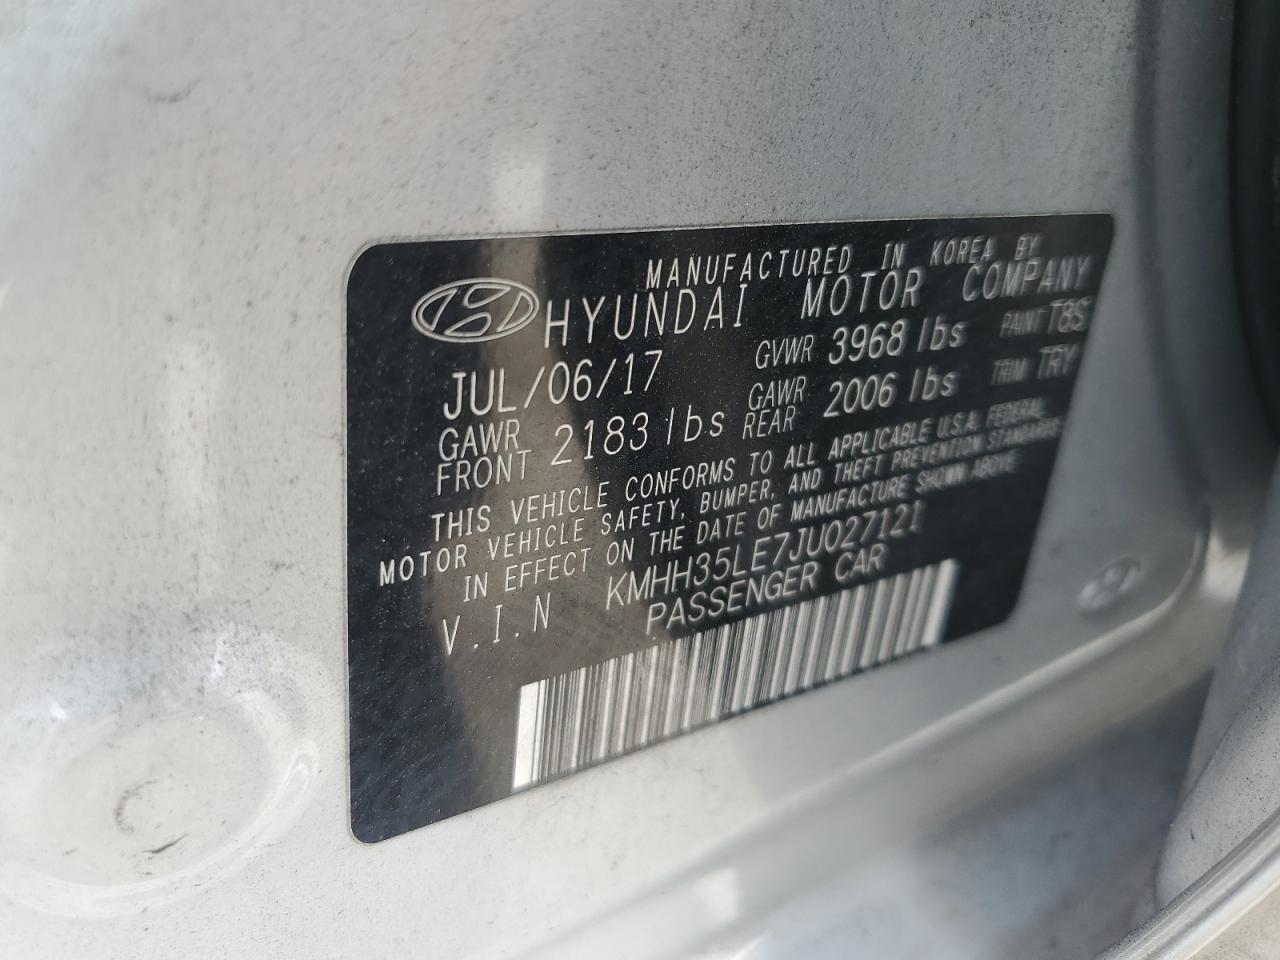 MANUFACTURED IN KOREA BY
HYUNDAI MOTOR COMPANY
JUL/06/17 GVWR 3968 lbs PAINT T8S
GAWR FRONT 2183 lbs GAWR REAR 2006 lbs TRIM TRY
THIS VEHICLE CONFORMS TO ALL APPLICABLE U.S.A. FEDERAL
MOTOR VEHICLE SAFETY, BUMPER, AND THEFT PREVENTION STANDARDS
IN EFFECT ON THE DATE OF MANUFACTURE SHOWN ABOVE
V.I.N KMHH35LE7JU027121
PASSENGER CAR